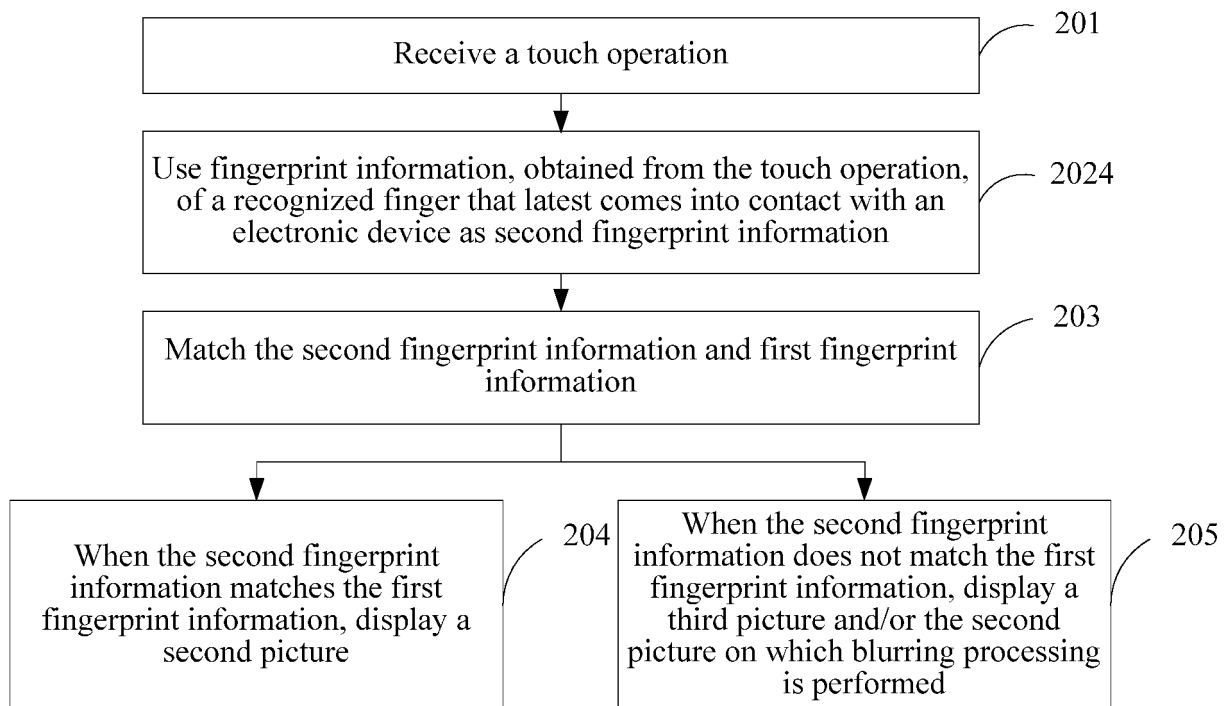 Receive a touch operation
201
Use fingerprint information, obtained from the touch operation,
of a recognized finger that latest comes into contact with an
electronic device as second fingerprint information
2024
Match the second fingerprint information and first fingerprint
information
203
When the second fingerprint
information matches the first
fingerprint information, display a
second picture
204
When the second fingerprint
information does not match the first
fingerprint information, display a
third picture and/or the second
picture on which blurring processing
is performed
205